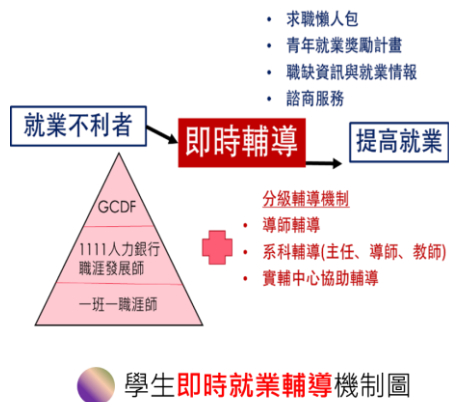 • 求職懶人包
• 青年就業獎勵計畫
• 職缺資訊與就業情報
• 諮商服務
就業不利者
即時輔導
提高就業
GCDF
1111人力銀行
職涯發展師
一班一職涯師
分級輔導機制
• 導師輔導
• 系科輔導(主任、導師、教師)
• 實輔中心協助輔導
學生即時就業輔導機制圖